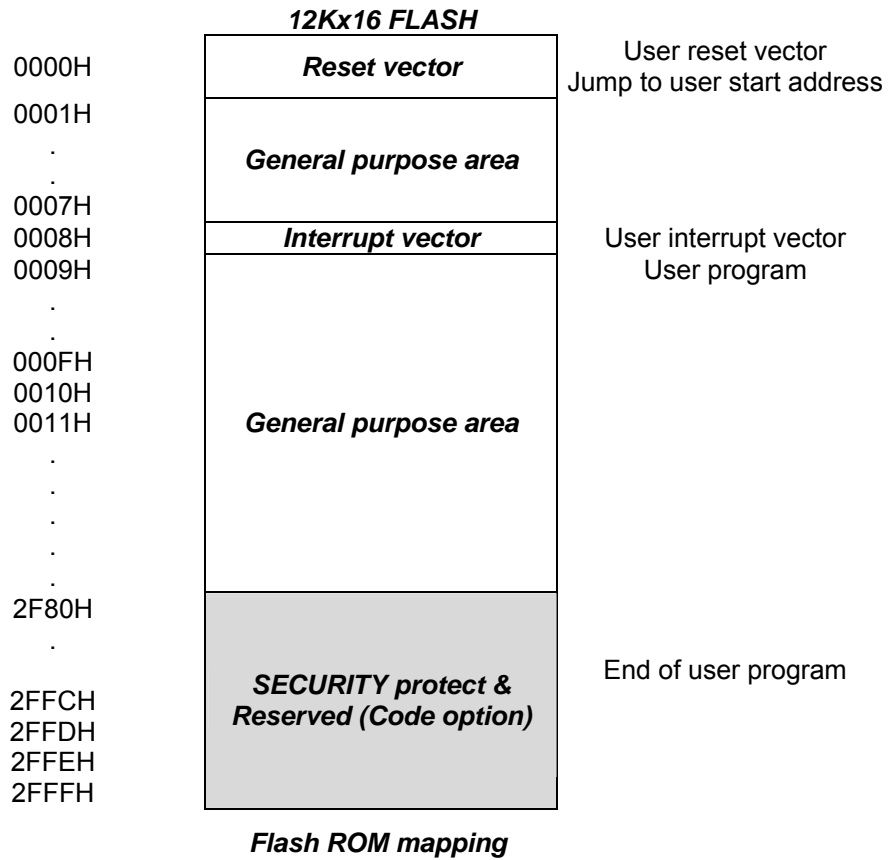 12Kx16 FLASH
0000H
Reset vector
User reset vector
Jump to user start address
0001H
.
.
0007H
General purpose area
0008H
Interrupt vector
User interrupt vector
0009H
User program
.
.
000FH
0010H
0011H
General purpose area
.
.
.
.
.
2F80H
.
2FFCH
2FFDH
2FFEH
2FFFH
SECURITY protect &
Reserved (Code option)
End of user program
Flash ROM mapping